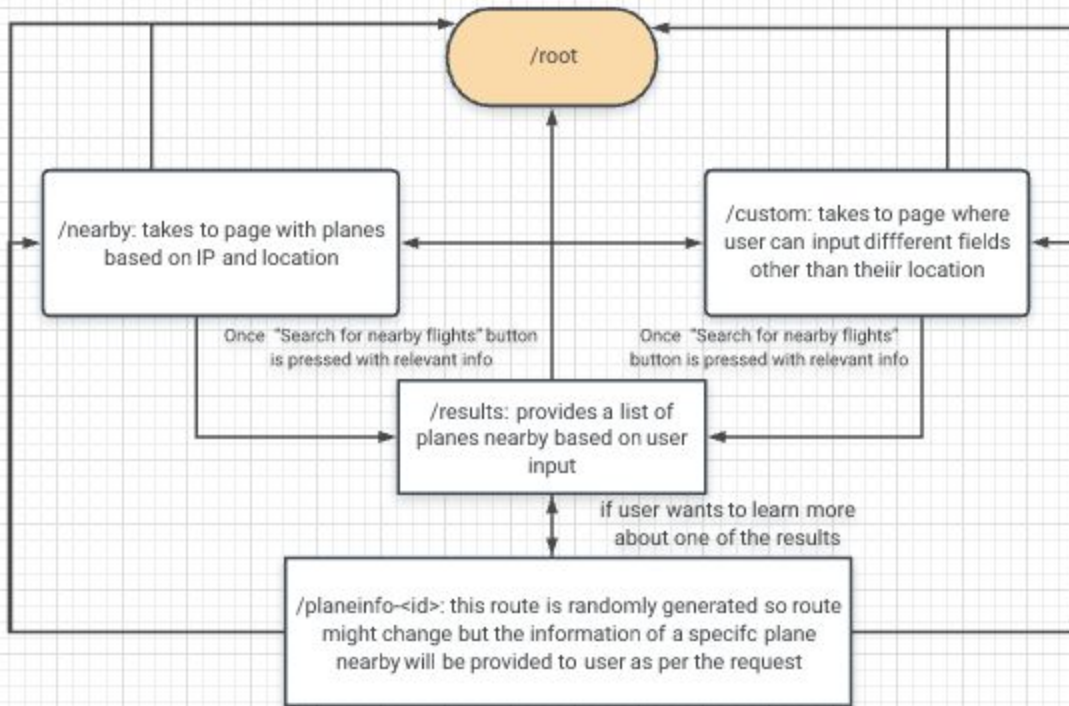 /root
/nearby: takes to page with planes
based on IP and location
/custom: takes to page where
user can input diffferent fields
other than theiir location
Once "Search for nearby flights" button
is pressed with relevant info
Once "Search for nearby flights"
button is pressed with relevant info
/results: provides a list of
planes nearby based on user
input
if user wants to learn more
about one of the results
/planeinfo-<id>: this route is randomly generated so route
might change but the information of a specifc plane
nearby will be provided to user as per the request